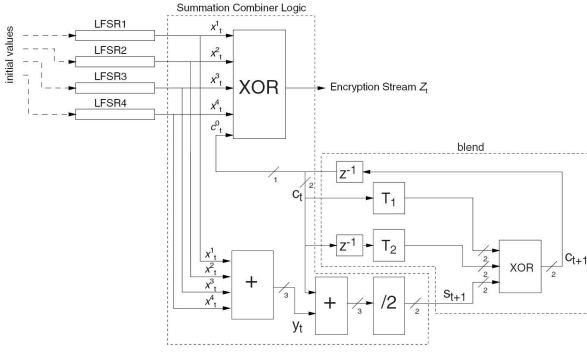 Summation Combiner Logic
initial values
LFSR1
x¹ₜ
LFSR2
x²ₜ
LFSR3
x³ₜ
LFSR4
x⁴ₜ
c⁰ₜ
XOR
Encryption Stream Zₜ
blend
1
2
cₜ
z⁻¹
T₁
z⁻¹
T₂
2
2
2
XOR
2
cₜ₊₁
x¹ₜ
x²ₜ
x³ₜ
x⁴ₜ
+
3
yₜ
+
3
/2
2
sₜ₊₁